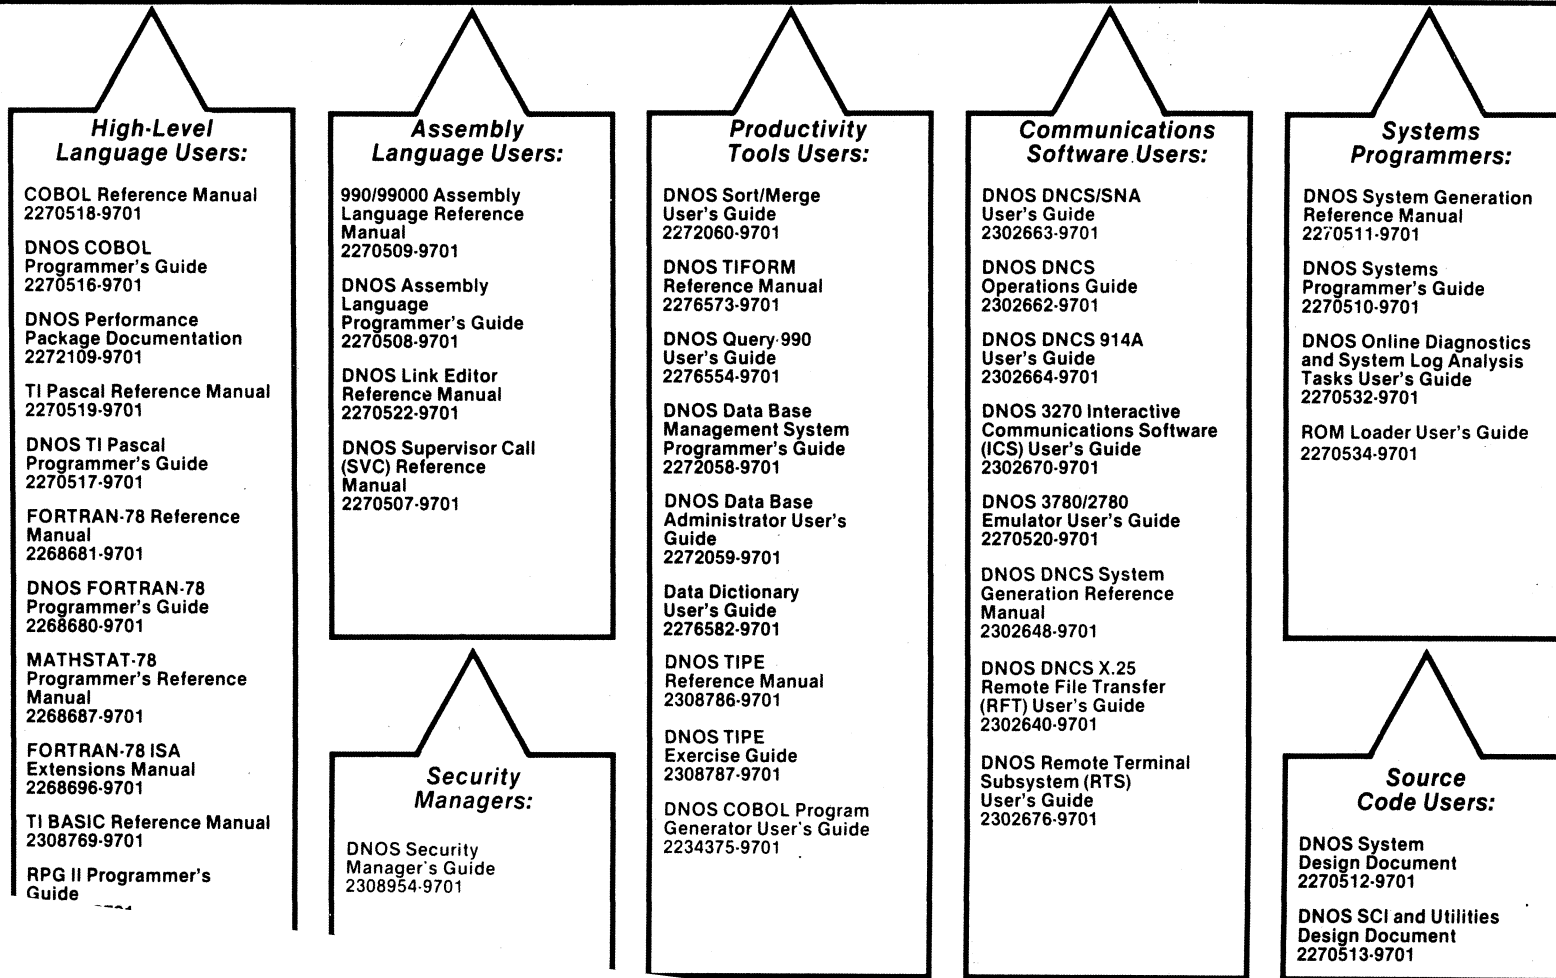 High-Level
Language Users:
COBOL Reference Manual
2270518-9701
DNOS COBOL
Programmer's Guide
2270516-9701
DNOS Performance
Package Documentation
2272109-9701
TI Pascal Reference Manual
2270519-9701
DNOS TI Pascal
Programmer's Guide
2270517-9701
FORTRAN-78 Reference
Manual
2268681-9701
DNOS FORTRAN-78
Programmer's Guide
2268680-9701
MATHSTAT-78
Programmer's Reference
Manual
2268687-9701
FORTRAN-78 ISA
Extensions Manual
2268696-9701
TI BASIC Reference Manual
2308769-9701
RPG II Programmer's
Guide
Assembly
Language Users:
990/99000 Assembly
Language Reference
Manual
2270509-9701
DNOS Assembly
Language
Programmer's Guide
2270508-9701
DNOS Link Editor
Reference Manual
2270522-9701
DNOS Supervisor Call
(SVC) Reference
Manual
2270507-9701
Security
Managers:
DNOS Security
Manager's Guide
2308954-9701
Productivity
Tools Users:
DNOS Sort/Merge
User's Guide
2272060-9701
DNOS TIFORM
Reference Manual
2276573-9701
DNOS Query-990
User's Guide
2276554-9701
DNOS Data Base
Management System
Programmer's Guide
2272058-9701
DNOS Data Base
Administrator User's
Guide
2272059-9701
Data Dictionary
User's Guide
2276582-9701
DNOS TIPE
Reference Manual
2308786-9701
DNOS TIPE
Exercise Guide
2308787-9701
DNOS COBOL Program
Generator User's Guide
2234375-9701
Communications
Software Users:
DNOS DNCS/SNA
User's Guide
2302663-9701
DNOS DNCS
Operations Guide
2302662-9701
DNOS DNCS 914A
User's Guide
2302664-9701
DNOS 3270 Interactive
Communications Software
(ICS) User's Guide
2302670-9701
DNOS 3780/2780
Emulator User's Guide
2270520-9701
DNOS DNCS System
Generation Reference
Manual
2302648-9701
DNOS DNCS X.25
Remote File Transfer
(RFT) User's Guide
2302640-9701
DNOS Remote Terminal
Subsystem (RTS)
User's Guide
2302676-9701
Systems
Programmers:
DNOS System Generation
Reference Manual
2270511-9701
DNOS Systems
Programmer's Guide
2270510-9701
DNOS Online Diagnostics
and System Log Analysis
Tasks User's Guide
2270532-9701
ROM Loader User's Guide
2270534-9701
Source
Code Users:
DNOS System
Design Document
2270512-9701
DNOS SCI and Utilities
Design Document
2270513-9701